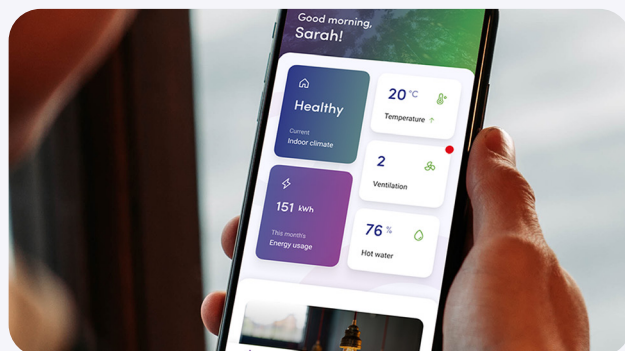 Good morning,
Sarah!
Healthy
Current
Indoor climate
20 °C
Temperature ↑
2
Ventilation
151 kWh
This month's
Energy usage
76 %
Hot water